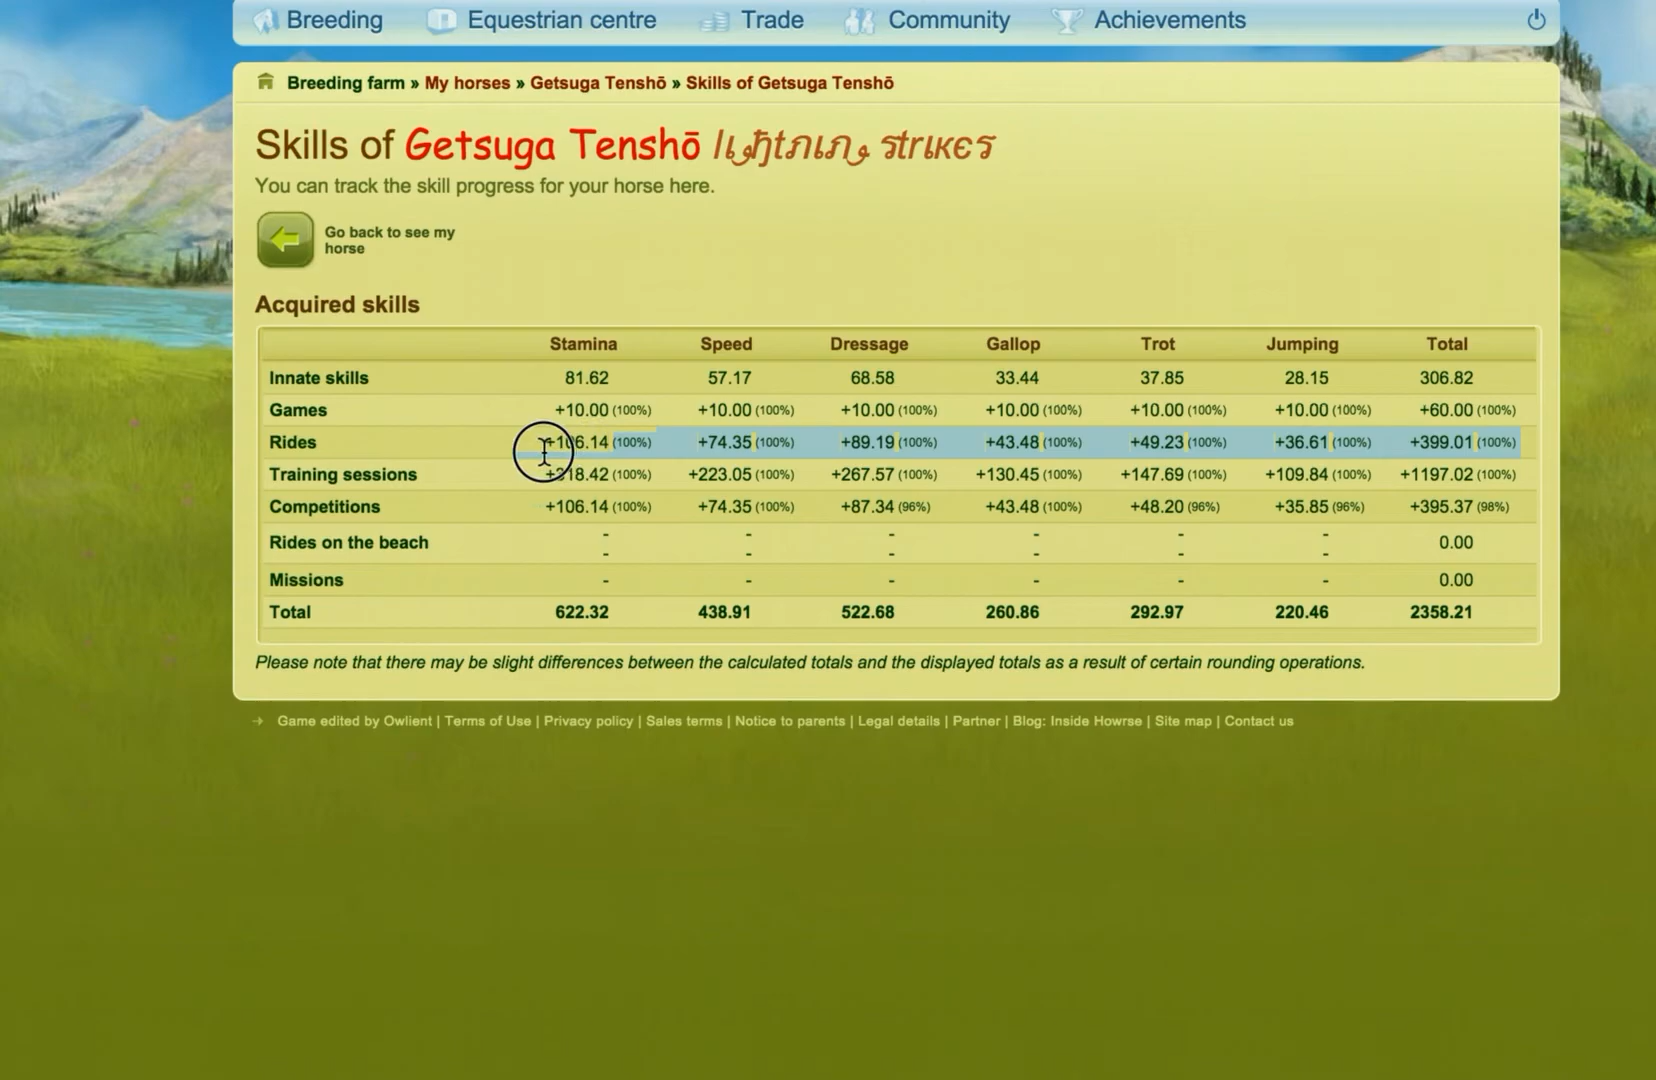 Breeding Equestrian centre Trade Community Achievements
Breeding farm » My horses » Getsuga Tenshō » Skills of Getsuga Tenshō
Skills of Getsuga Tenshō
You can track the skill progress for your horse here.
Go back to see my
horse
Acquired skills
Stamina Speed Dressage Gallop Trot Jumping Total
Innate skills 81.62 57.17 68.58 33.44 37.85 28.15 306.82
Games +10.00 (100%) +10.00 (100%) +10.00 (100%) +10.00 (100%) +10.00 (100%) +10.00 (100%) +60.00 (100%)
Rides +106.14 (100%) +74.35 (100%) +89.19 (100%) +43.48 (100%) +49.23 (100%) +36.61 (100%) +399.01 (100%)
Training sessions +318.42 (100%) +223.05 (100%) +267.57 (100%) +130.45 (100%) +147.69 (100%) +109.84 (100%) +1197.02 (100%)
Competitions +106.14 (100%) +74.35 (100%) +87.34 (96%) +43.48 (100%) +48.20 (96%) +35.85 (96%) +395.37 (98%)
Rides on the beach - - - - - - - - - - - - 0.00
Missions - - - - - - 0.00
Total 622.32 438.91 522.68 260.86 292.97 220.46 2358.21
Please note that there may be slight differences between the calculated totals and the displayed totals as a result of certain rounding operations.
Game edited by Owlient | Terms of Use | Privacy policy | Sales terms | Notice to parents | Legal details | Partner | Blog: Inside Howrse | Site map | Contact us